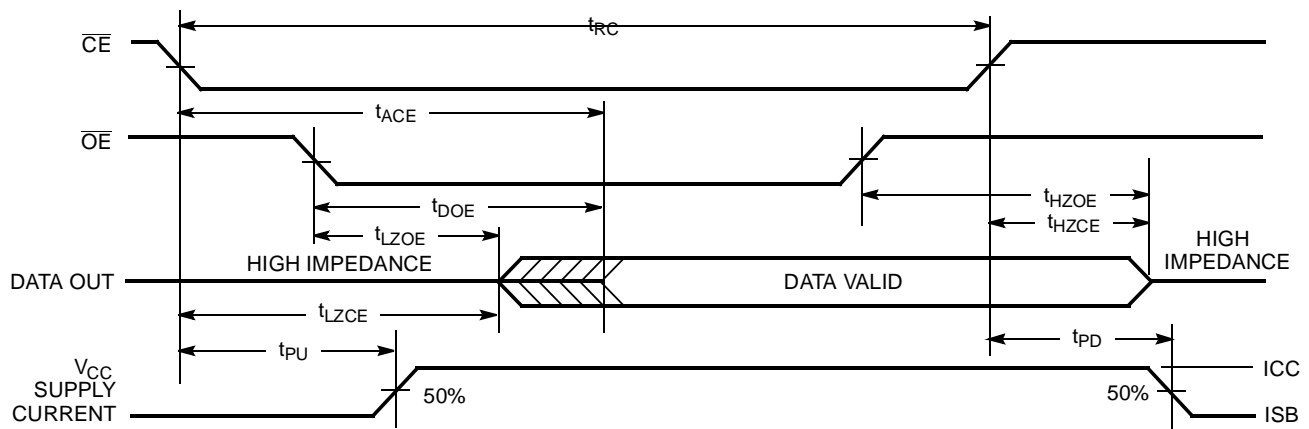 tRC
CE
tACE
OE
tDOE
tHZOE
tLZOE
tHZCE
HIGH IMPEDANCE
HIGH
IMPEDANCE
DATA OUT
DATA VALID
tLZCE
tPU
tPD
VCC
SUPPLY
CURRENT
50%
50%
ICC
ISB